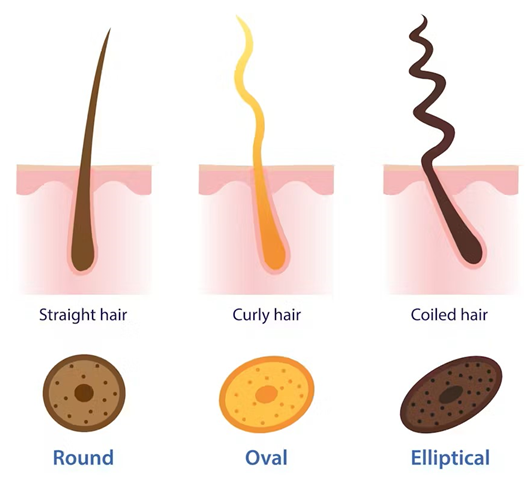 Straight hair
Curly hair
Coiled hair
Round
Oval
Elliptical